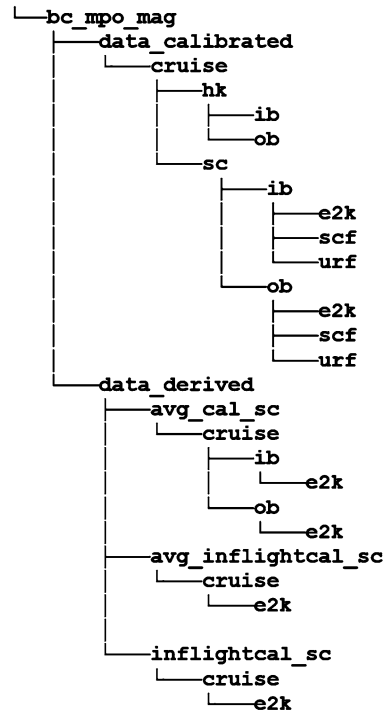 bc_mpo_mag
data_calibrated
cruise
hk
ib
ob
sc
ib
e2k
scf
urf
ob
e2k
scf
urf
data_derived
avg_cal_sc
cruise
ib
e2k
ob
e2k
avg_inflightcal_sc
cruise
e2k
inflightcal_sc
cruise
e2k